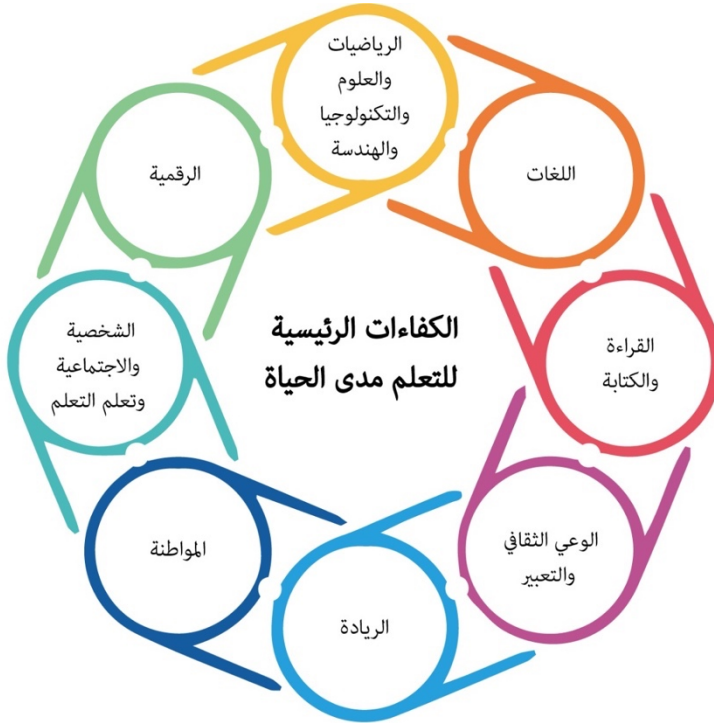 الكفاءات الرئيسية
للتعلم مدى الحياة
الرياضيات
والعلوم
والتكنولوجيا
والهندسة
اللغات
القراءة
والكتابة
الوعي الثقافي
والتعبير
الريادة
المواطنة
الشخصية
والاجتماعية
وتعلم التعلم
الرقمية